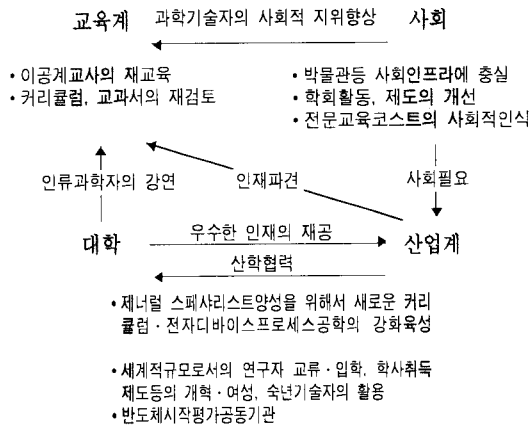 교육계 과학기술자의 사회적 지위향상 사회
• 이공계교사의 재교육
• 커리큘럼, 교과서의 재검토
• 박물관등 사회인프라에 충실
• 학회활동, 제도의 개선
• 전문교육코스트의 사회적인식
인류과학자의 강연 인재파견 사회필요
대학 우수한 인재의 재공 산업계
산학협력
• 제너럴 스페샤리스트양성을 위해서 새로운 커리
큘럼·전자디바이스프로세스공학의 강화육성
• 세계적규모로서의 연구자 교류·입학, 학사취득
제도등의 개혁·여성, 숙년기술자의 활용
• 반도체시작평가공동기관